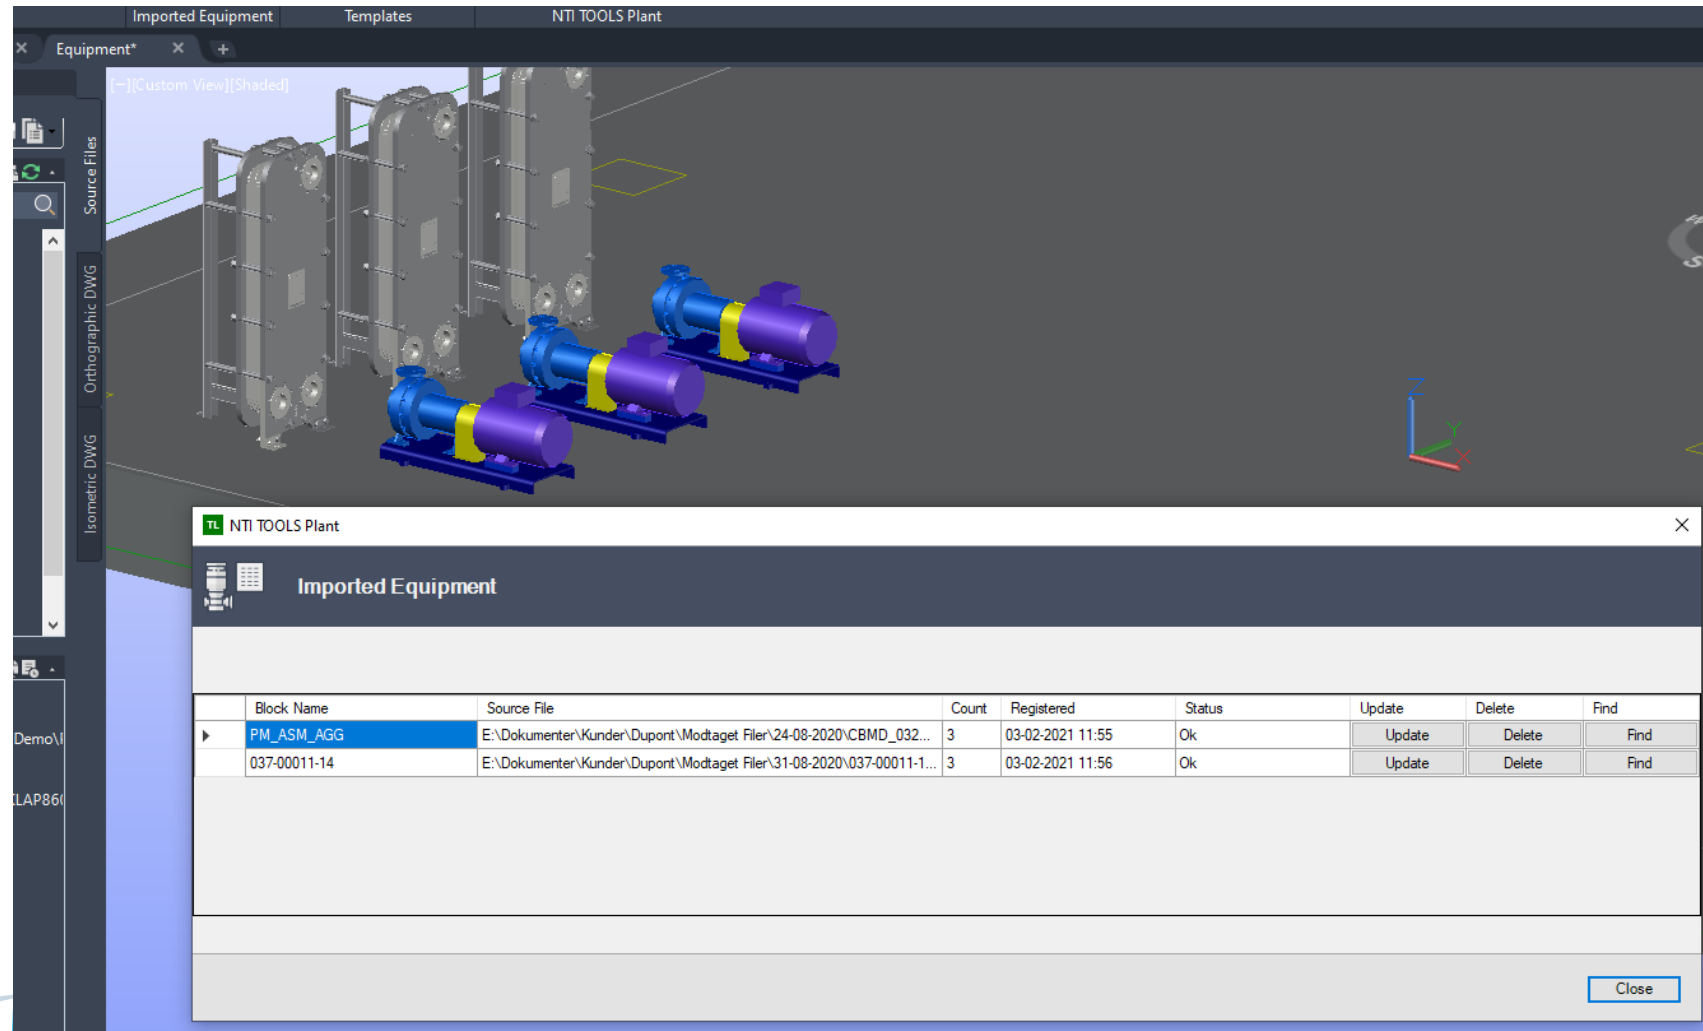 Imported Equipment Templates NTI TOOLS Plant
Equipment*
[−][Custom View][Shaded]
Source Files
Orthographic DWG
Isometric DWG
Z
Y
X
S
Demo\
LAP86
TL NTI TOOLS Plant
Imported Equipment
Block Name Source File Count Registered Status Update Delete Find
PM_ASM_AGG E:\Dokumenter\Kunder\Dupont\Modtaget Filer\24-08-2020\CBMD_032... 3 03-02-2021 11:55 Ok Update Delete Find
037-00011-14 E:\Dokumenter\Kunder\Dupont\Modtaget Filer\31-08-2020\037-00011-1... 3 03-02-2021 11:56 Ok Update Delete Find
Close